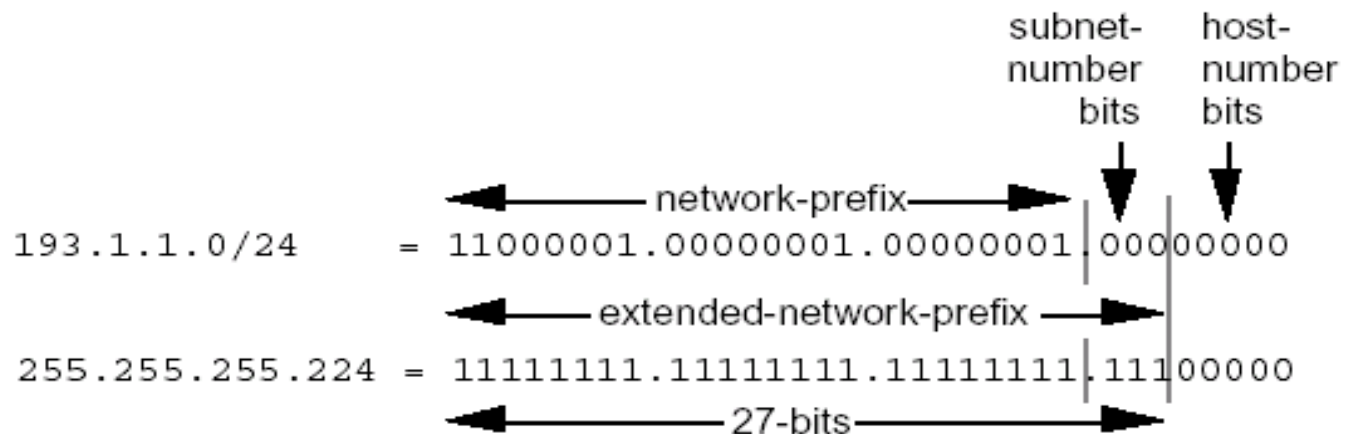 subnet-
number
bits
host-
number
bits
network-prefix
193.1.1.0/24 = 11000001.00000001.00000001.00000000
extended-network-prefix
255.255.255.224 = 11111111.11111111.11111111.11100000
27-bits